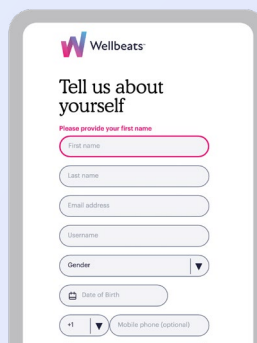 Wellbeats
Tell us about
yourself
Please provide your first name
First name
Last name
Email address
Username
Gender
Date of Birth
+1
Mobile phone (optional)